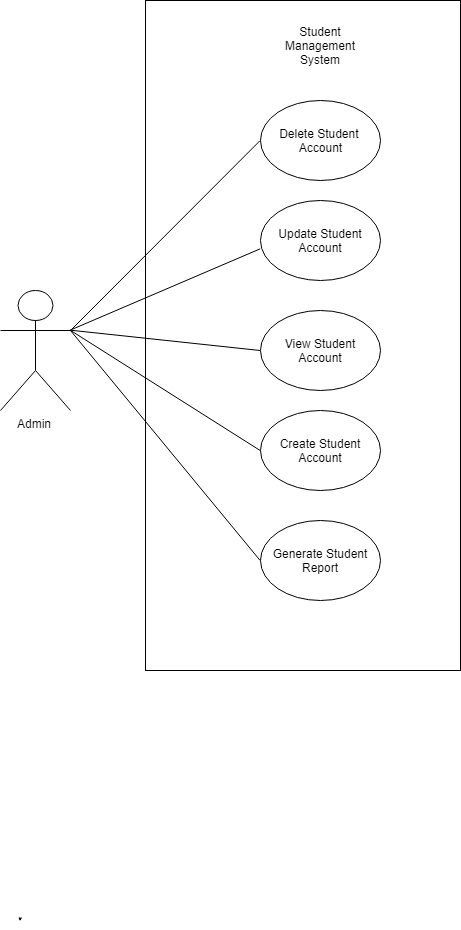 Student
Management
System
Delete Student
Account
Update Student
Account
View Student
Account
Create Student
Account
Generate Student
Report
Admin